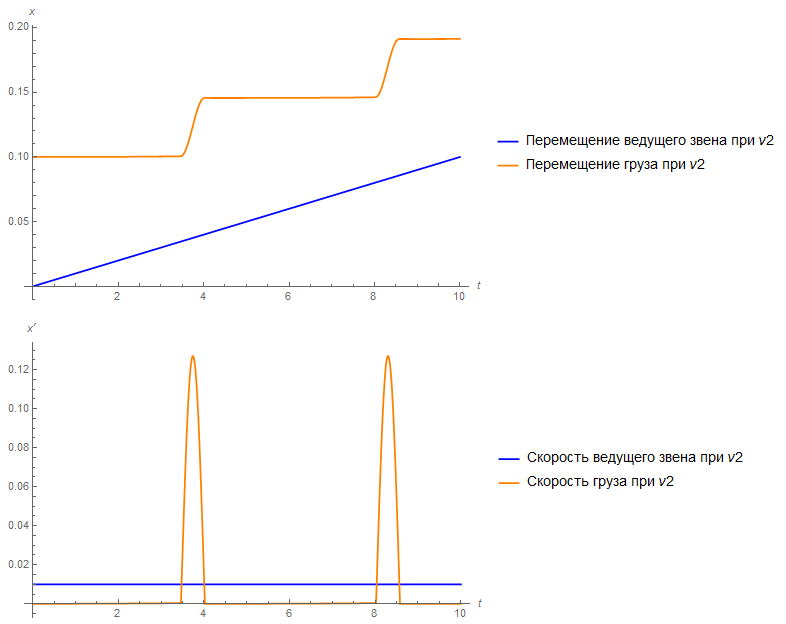 x
0.20
0.15
0.10
0.05
2 4 6 8 10 t
Перемещение ведущего звена при v2
Перемещение груза при v2
x′
0.12
0.10
0.08
0.06
0.04
0.02
2 4 6 8 10 t
Скорость ведущего звена при v2
Скорость груза при v2